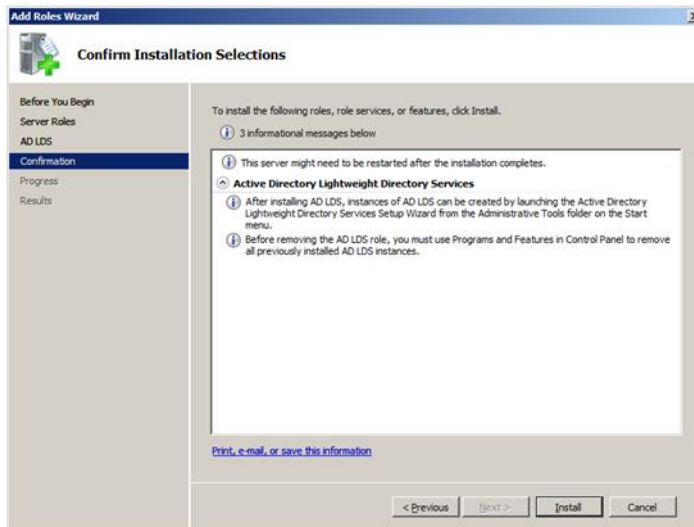 Add Roles Wizard
Confirm Installation Selections
Before You Begin
Server Roles
AD LDS
Confirmation
Progress
Results
To install the following roles, role services, or features, click Install.
3 informational messages below
This server might need to be restarted after the installation completes.
Active Directory Lightweight Directory Services
After installing AD LDS, instances of AD LDS can be created by launching the Active Directory
Lightweight Directory Services Setup Wizard from the Administrative Tools folder on the Start
menu.
Before removing the AD LDS role, you must use Programs and Features in Control Panel to remove
all previously installed AD LDS instances.
Print, e-mail, or save this information
< Previous
Next >
Install
Cancel